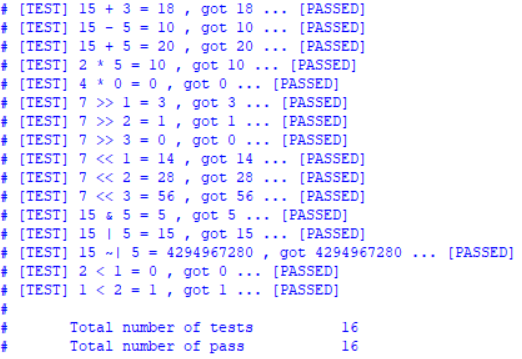 # [TEST] 15 + 3 = 18 , got 18 ... [PASSED]
# [TEST] 15 - 5 = 10 , got 10 ... [PASSED]
# [TEST] 15 + 5 = 20 , got 20 ... [PASSED]
# [TEST] 2 * 5 = 10 , got 10 ... [PASSED]
# [TEST] 4 * 0 = 0 , got 0 ... [PASSED]
# [TEST] 7 >> 1 = 3 , got 3 ... [PASSED]
# [TEST] 7 >> 2 = 1 , got 1 ... [PASSED]
# [TEST] 7 >> 3 = 0 , got 0 ... [PASSED]
# [TEST] 7 << 1 = 14 , got 14 ... [PASSED]
# [TEST] 7 << 2 = 28 , got 28 ... [PASSED]
# [TEST] 7 << 3 = 56 , got 56 ... [PASSED]
# [TEST] 15 & 5 = 5 , got 5 ... [PASSED]
# [TEST] 15 | 5 = 15 , got 15 ... [PASSED]
# [TEST] 15 ~| 5 = 4294967280 , got 4294967280 ... [PASSED]
# [TEST] 2 < 1 = 0 , got 0 ... [PASSED]
# [TEST] 1 < 2 = 1 , got 1 ... [PASSED]
#
# Total number of tests 16
# Total number of pass 16